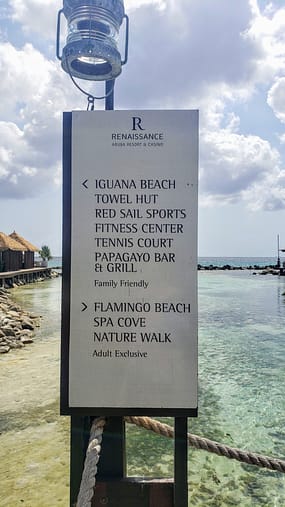 R
RENAISSANCE
ARUBA RESORT & CASINO
< IGUANA BEACH
TOWEL HUT
RED SAIL SPORTS
FITNESS CENTER
TENNIS COURT
PAPAGAYO BAR
& GRILL
Family Friendly
> FLAMINGO BEACH
SPA COVE
NATURE WALK
Adult Exclusive